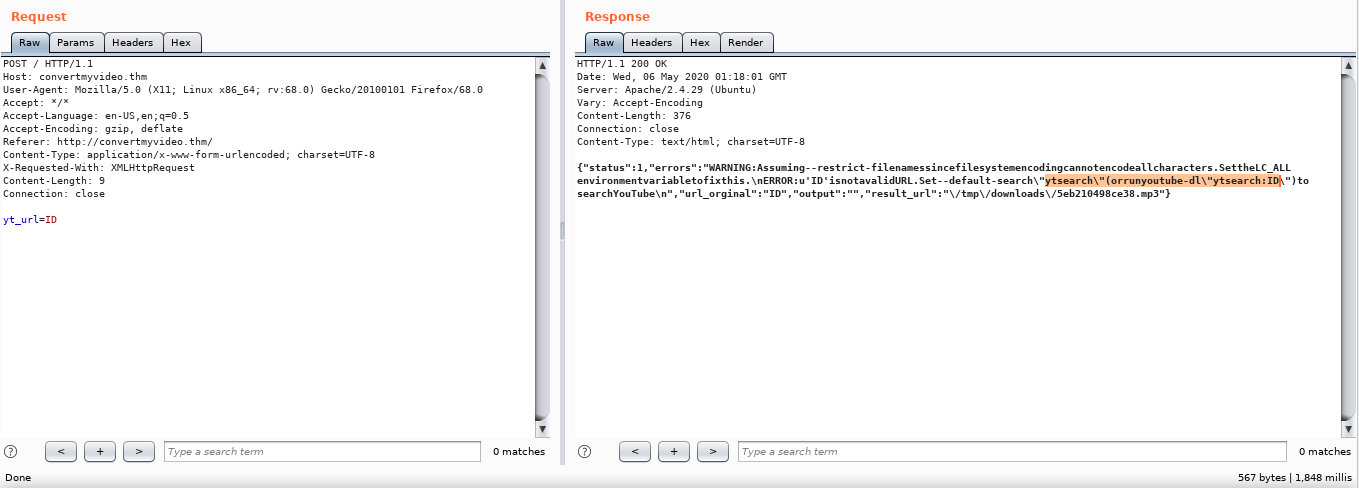 Request
Raw Params Headers Hex
POST / HTTP/1.1
Host: convertmyvideo.thm
User-Agent: Mozilla/5.0 (X11; Linux x86_64; rv:68.0) Gecko/20100101 Firefox/68.0
Accept: */*
Accept-Language: en-US,en;q=0.5
Accept-Encoding: gzip, deflate
Referer: http://convertmyvideo.thm/
Content-Type: application/x-www-form-urlencoded; charset=UTF-8
X-Requested-With: XMLHttpRequest
Content-Length: 9
Connection: close
yt_url=ID
? < + > Type a search term 0 matches
Response
Raw Headers Hex Render
HTTP/1.1 200 OK
Date: Wed, 06 May 2020 01:18:01 GMT
Server: Apache/2.4.29 (Ubuntu)
Vary: Accept-Encoding
Content-Length: 376
Connection: close
Content-Type: text/html; charset=UTF-8
{"status":1,"errors":"WARNING:Assuming--restrict-filenamessincefilesystemencodingcannotencodeallcharacters.SettheLC_ALL
environmentvariabletofixthis.\nERROR:u'ID'isnotavalidURL.Set--default-search\"ytsearch\"(orrunyoutube-dl\"ytsearch:ID\")to
searchYouTube\n","url_orginal":"ID","output":"","result_url":"\/tmp\/downloads\/5eb210498ce38.mp3"}
? < + > Type a search term 0 matches
Done 567 bytes | 1,848 millis